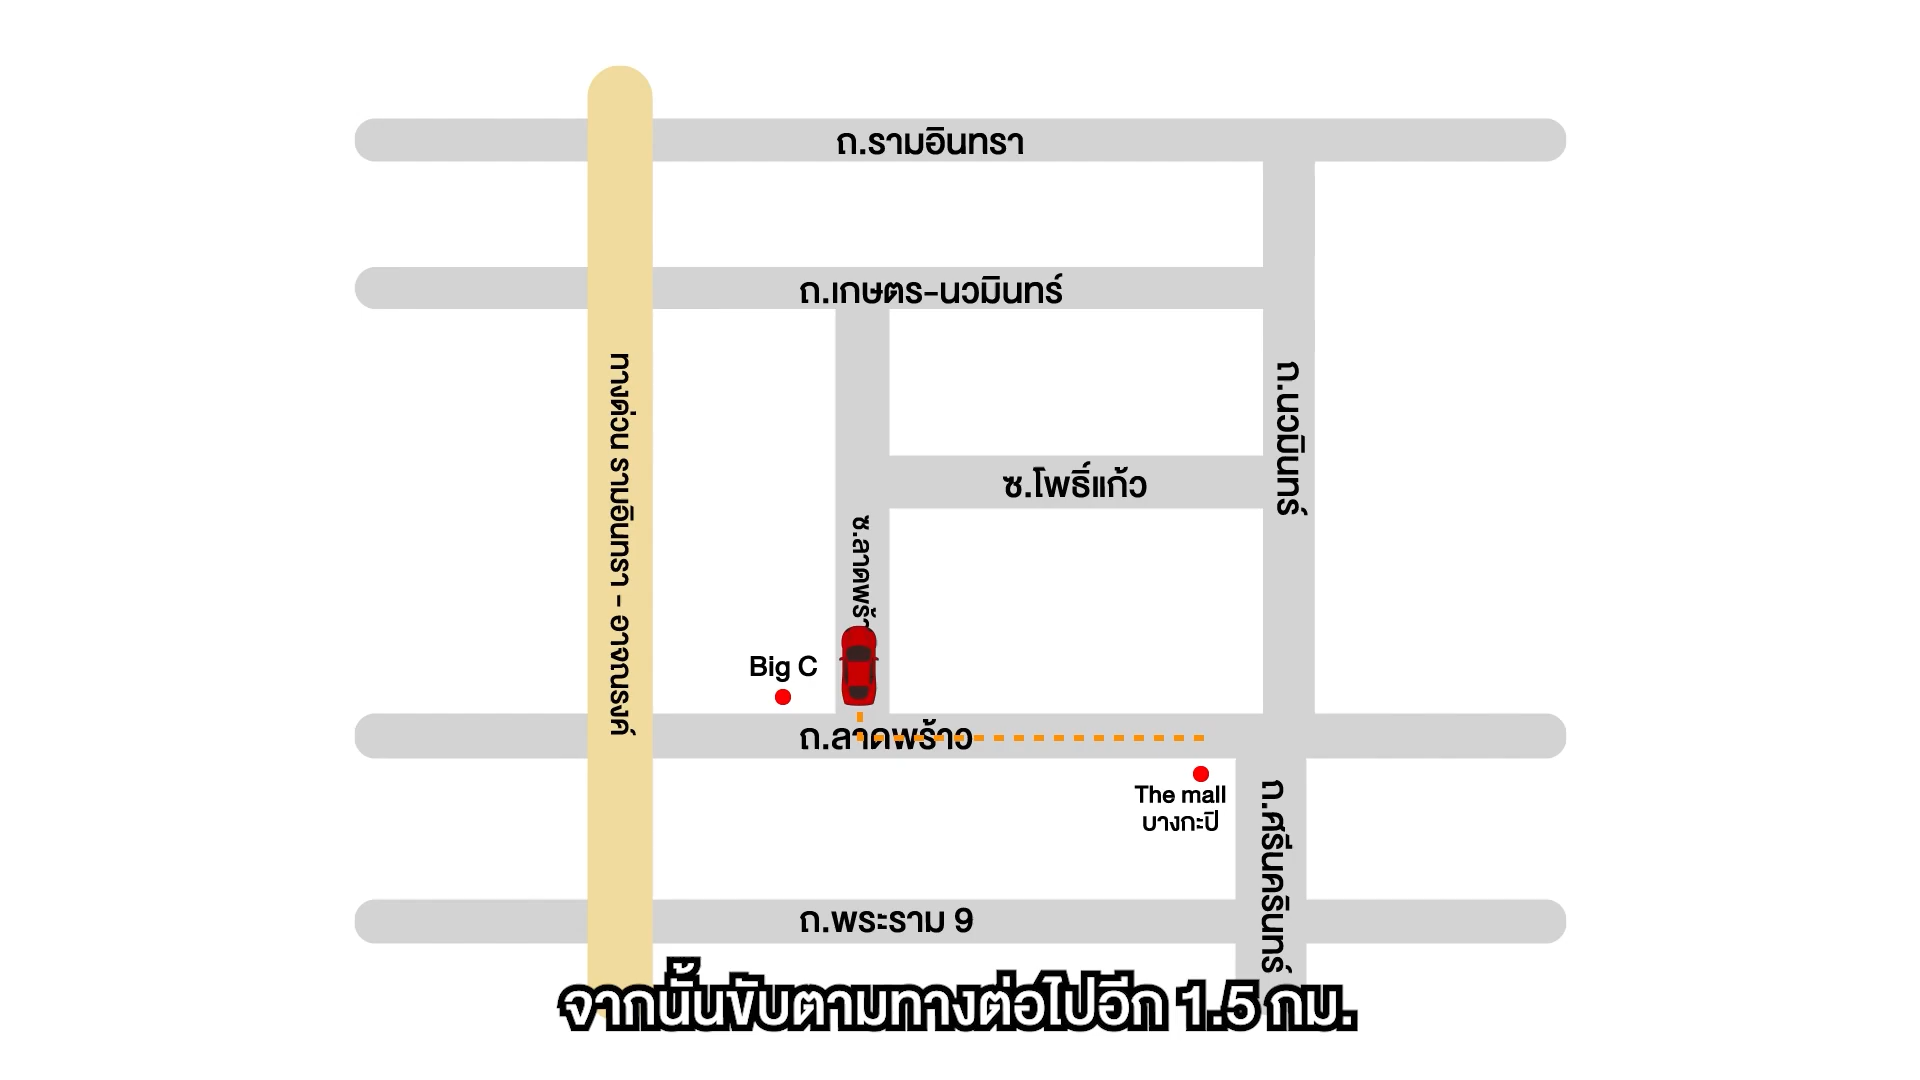 ถ.รามอินทรา
ถ.เกษตร-นวมินทร์
ทางด่วน รามอินทรา - อาจณรงค์
ถ.นวมินทร์
ซ.โพธิ์แก้ว
ซ.ลาดพร้
Big C
ถ.ลาดพร้าว
The mall
บางกะปิ
ถ.ศรีนครินทร์
ถ.พระราม 9
จากนั้นขับตามทางต่อไปอีก 1.5 กม.